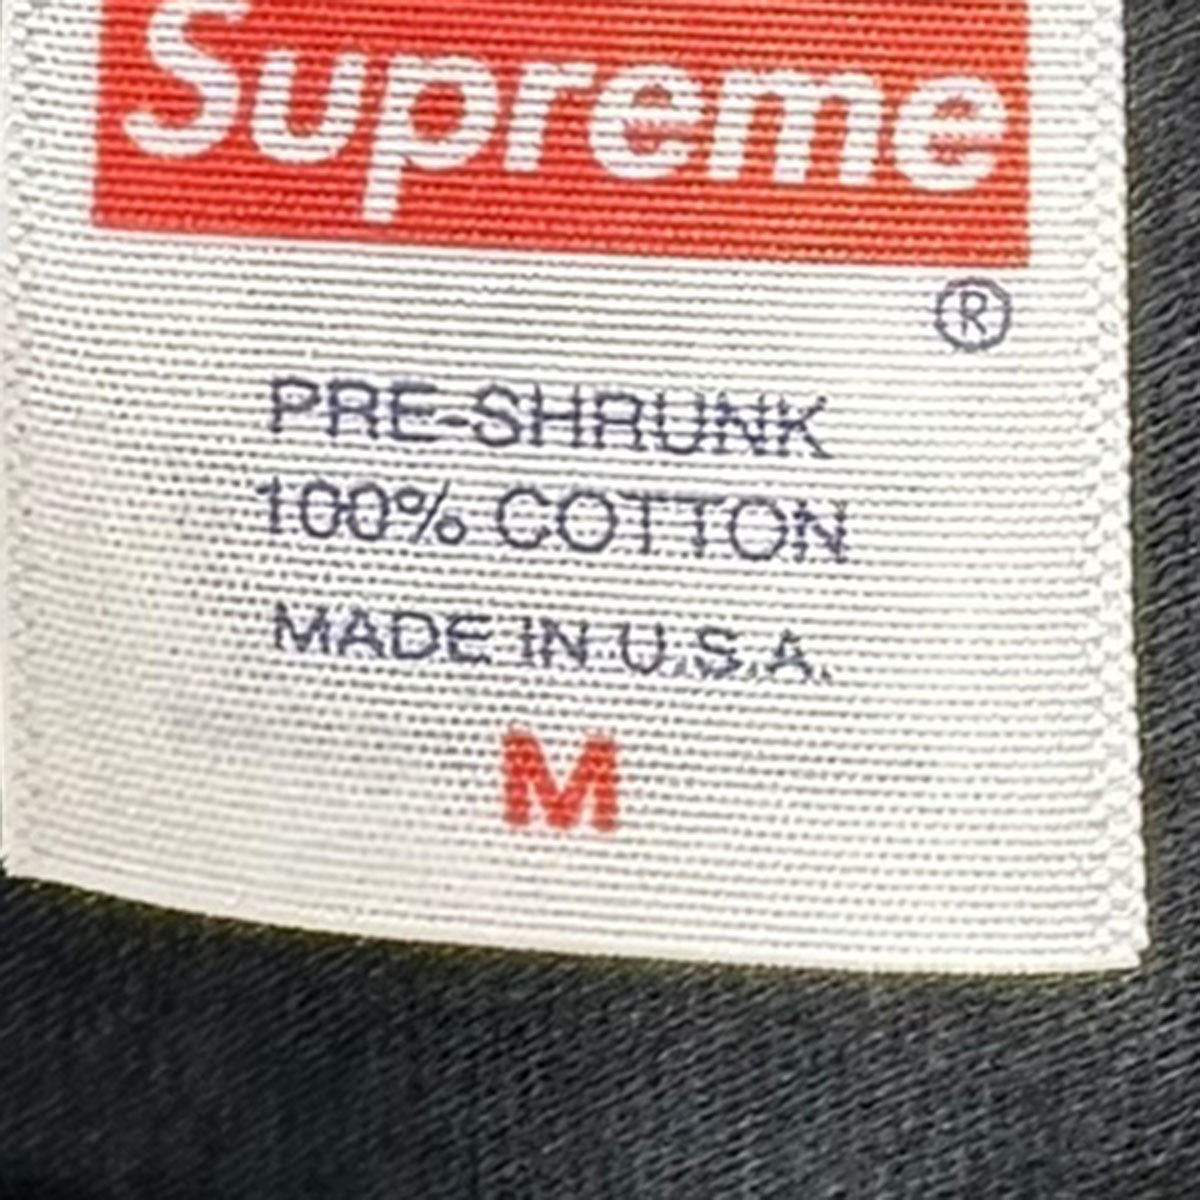 Supreme
®
PRE-SHRUNK
100% COTTON
MADE IN U.S.A.
M